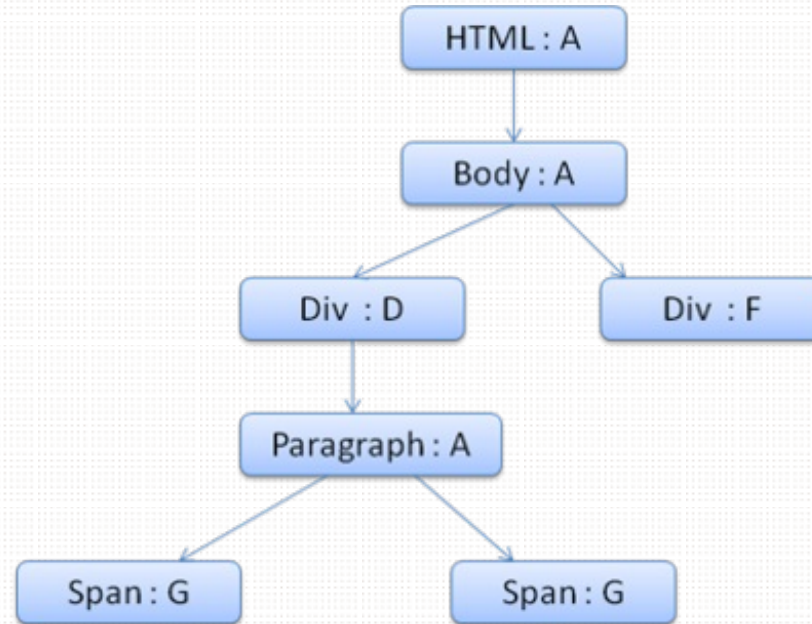 HTML : A
Body : A
Div : D
Div : F
Paragraph : A
Span : G
Span : G